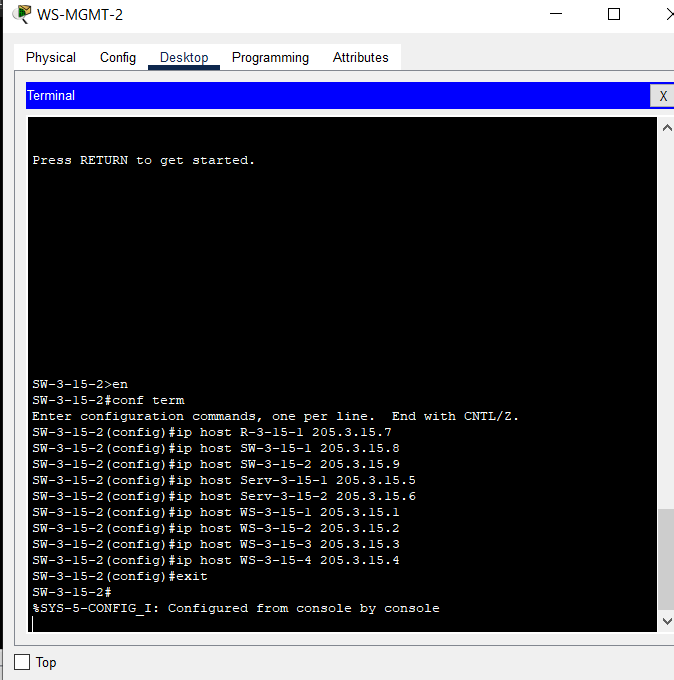 WS-MGMT-2
Physical Config Desktop Programming Attributes
Terminal X
Press RETURN to get started.
SW-3-15-2>en
SW-3-15-2#conf term
Enter configuration commands, one per line.  End with CNTL/Z.
SW-3-15-2(config)#ip host R-3-15-1 205.3.15.7
SW-3-15-2(config)#ip host SW-3-15-1 205.3.15.8
SW-3-15-2(config)#ip host SW-3-15-2 205.3.15.9
SW-3-15-2(config)#ip host Serv-3-15-1 205.3.15.5
SW-3-15-2(config)#ip host Serv-3-15-2 205.3.15.6
SW-3-15-2(config)#ip host WS-3-15-1 205.3.15.1
SW-3-15-2(config)#ip host WS-3-15-2 205.3.15.2
SW-3-15-2(config)#ip host WS-3-15-3 205.3.15.3
SW-3-15-2(config)#ip host WS-3-15-4 205.3.15.4
SW-3-15-2(config)#exit
SW-3-15-2#
%SYS-5-CONFIG_I: Configured from console by console
Top